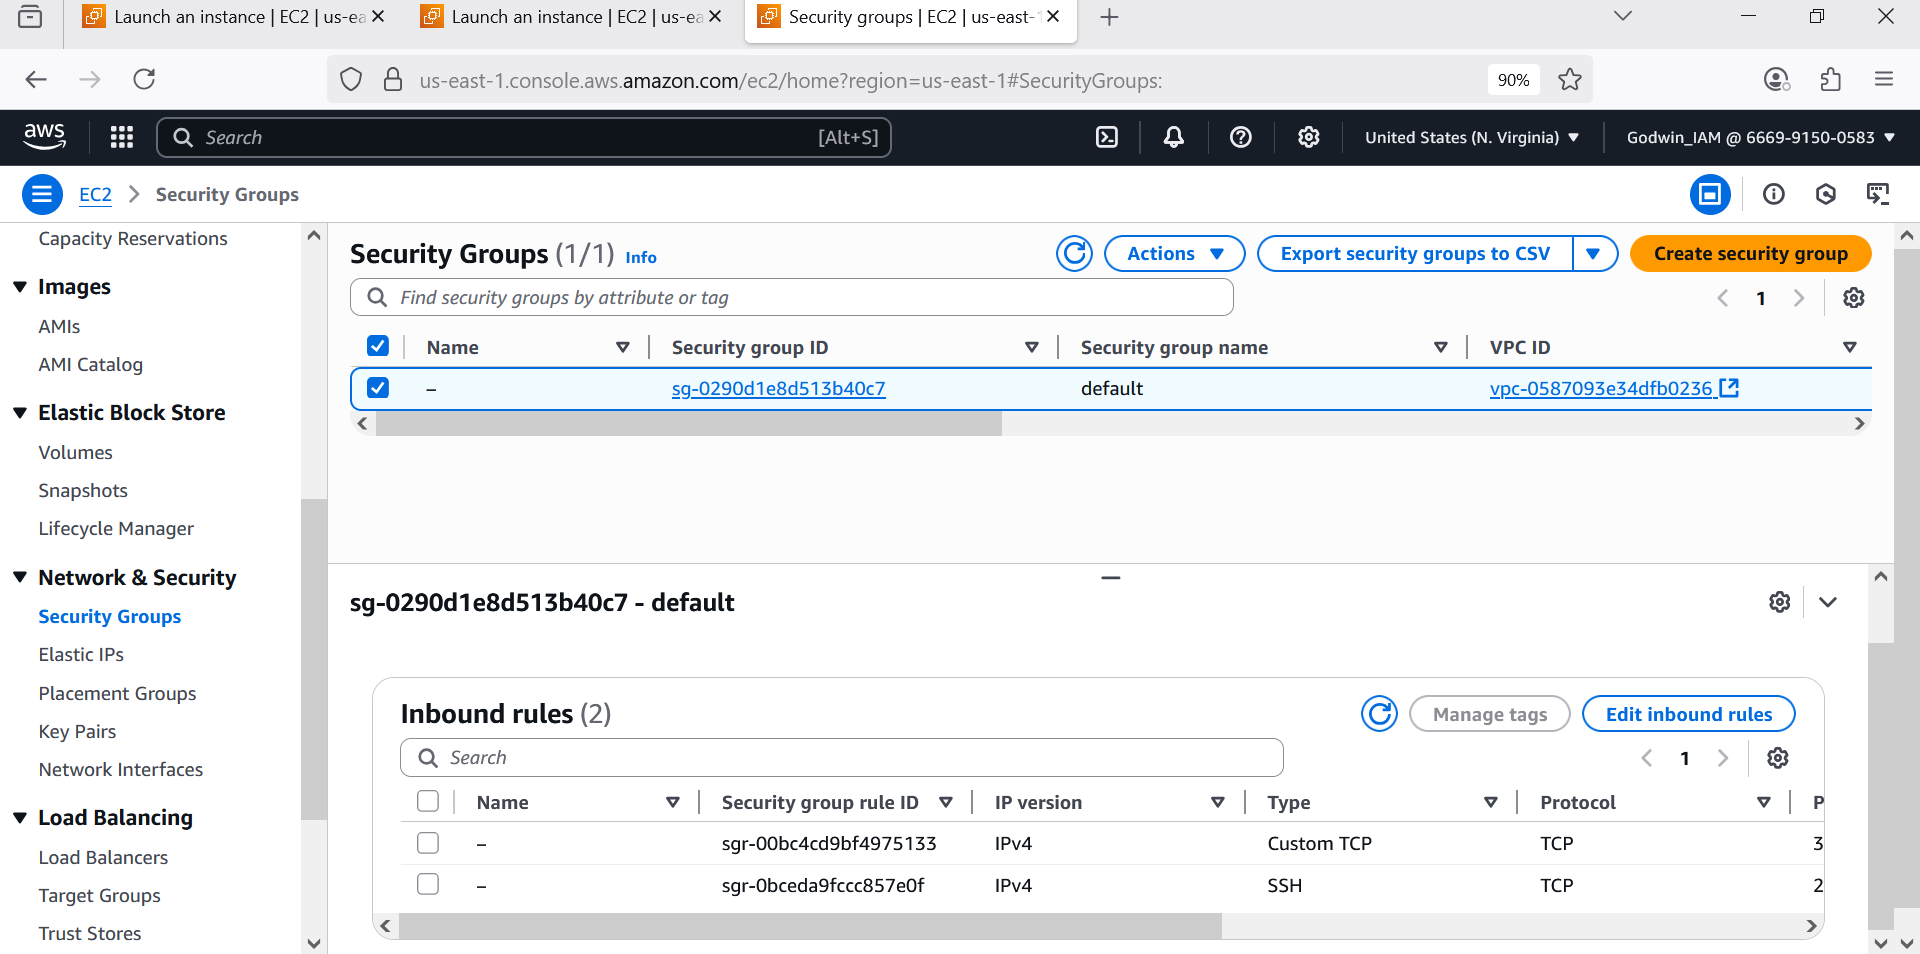 Launch an instance | EC2 | us-ea
Launch an instance | EC2 | us-ea
Security groups | EC2 | us-east-1
us-east-1.console.aws.amazon.com/ec2/home?region=us-east-1#SecurityGroups:
90%
aws
Search
[Alt+S]
United States (N. Virginia)
Godwin_IAM @ 6669-9150-0583
EC2
Security Groups
Capacity Reservations
Images
AMIs
AMI Catalog
Elastic Block Store
Volumes
Snapshots
Lifecycle Manager
Network & Security
Security Groups
Elastic IPs
Placement Groups
Key Pairs
Network Interfaces
Load Balancing
Load Balancers
Target Groups
Trust Stores
Security Groups (1/1) Info
Actions
Export security groups to CSV
Create security group
Find security groups by attribute or tag
1
Name Security group ID Security group name VPC ID
– sg-0290d1e8d513b40c7 default vpc-0587093e34dfb0236
sg-0290d1e8d513b40c7 - default
Inbound rules (2)
Manage tags
Edit inbound rules
Search
1
Name Security group rule ID IP version Type Protocol P
– sgr-00bc4cd9bf4975133 IPv4 Custom TCP TCP 3
– sgr-0bceda9fccc857e0f IPv4 SSH TCP 2